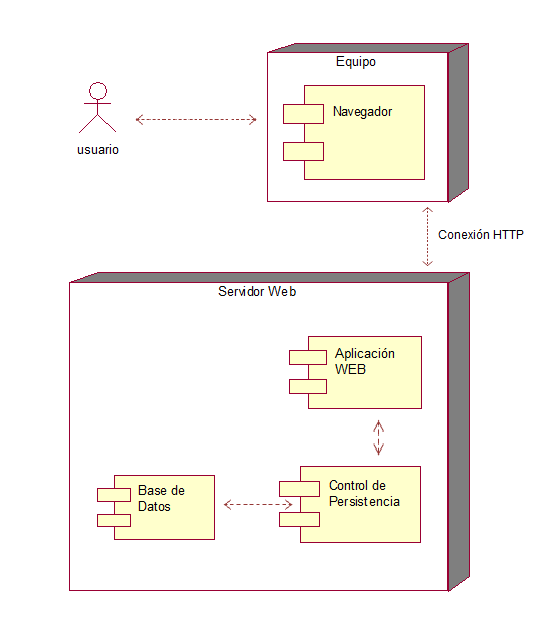 Equipo
Navegador
usuario
Conexión HTTP
Servidor Web
Aplicación
WEB
Base de
Datos
Control de
Persistencia